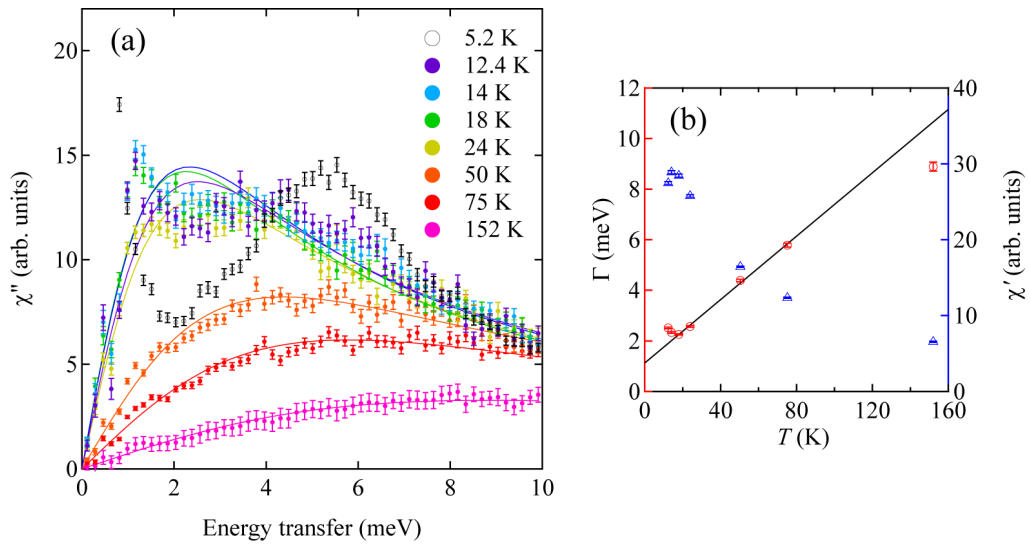 (a)
20
15
10
5
0
χ" (arb. units)
0 2 4 6 8 10
Energy transfer (meV)
5.2 K
12.4 K
14 K
18 K
24 K
50 K
75 K
152 K
(b)
12
10
8
6
4
2
0
Γ (meV)
0 40 80 120 160
T (K)
40
30
20
10
0
χ′ (arb. units)